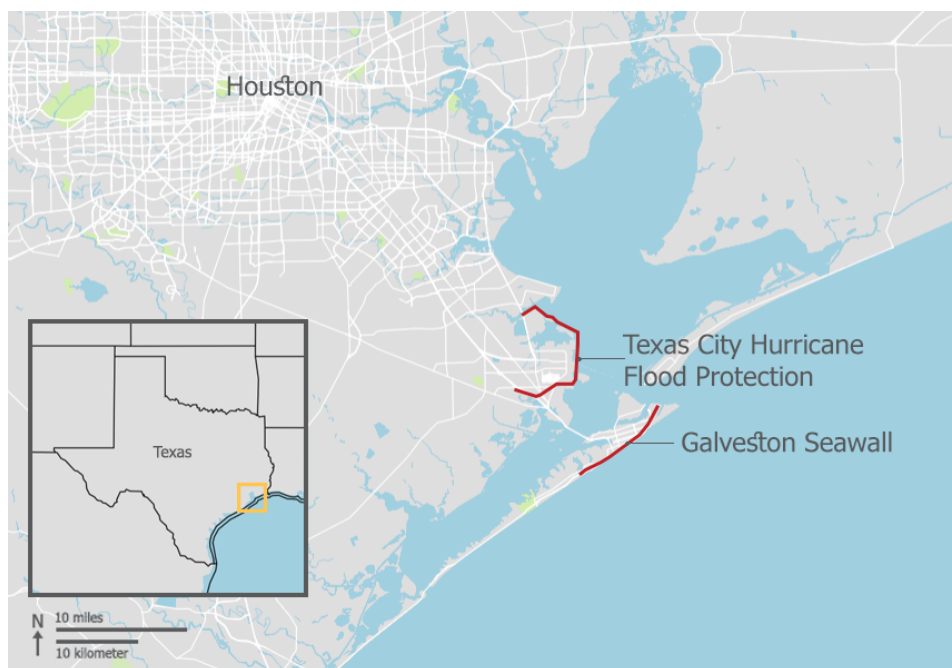 Houston
Texas City Hurricane
Flood Protection
Galveston Seawall
Texas
N
10 miles
10 kilometer